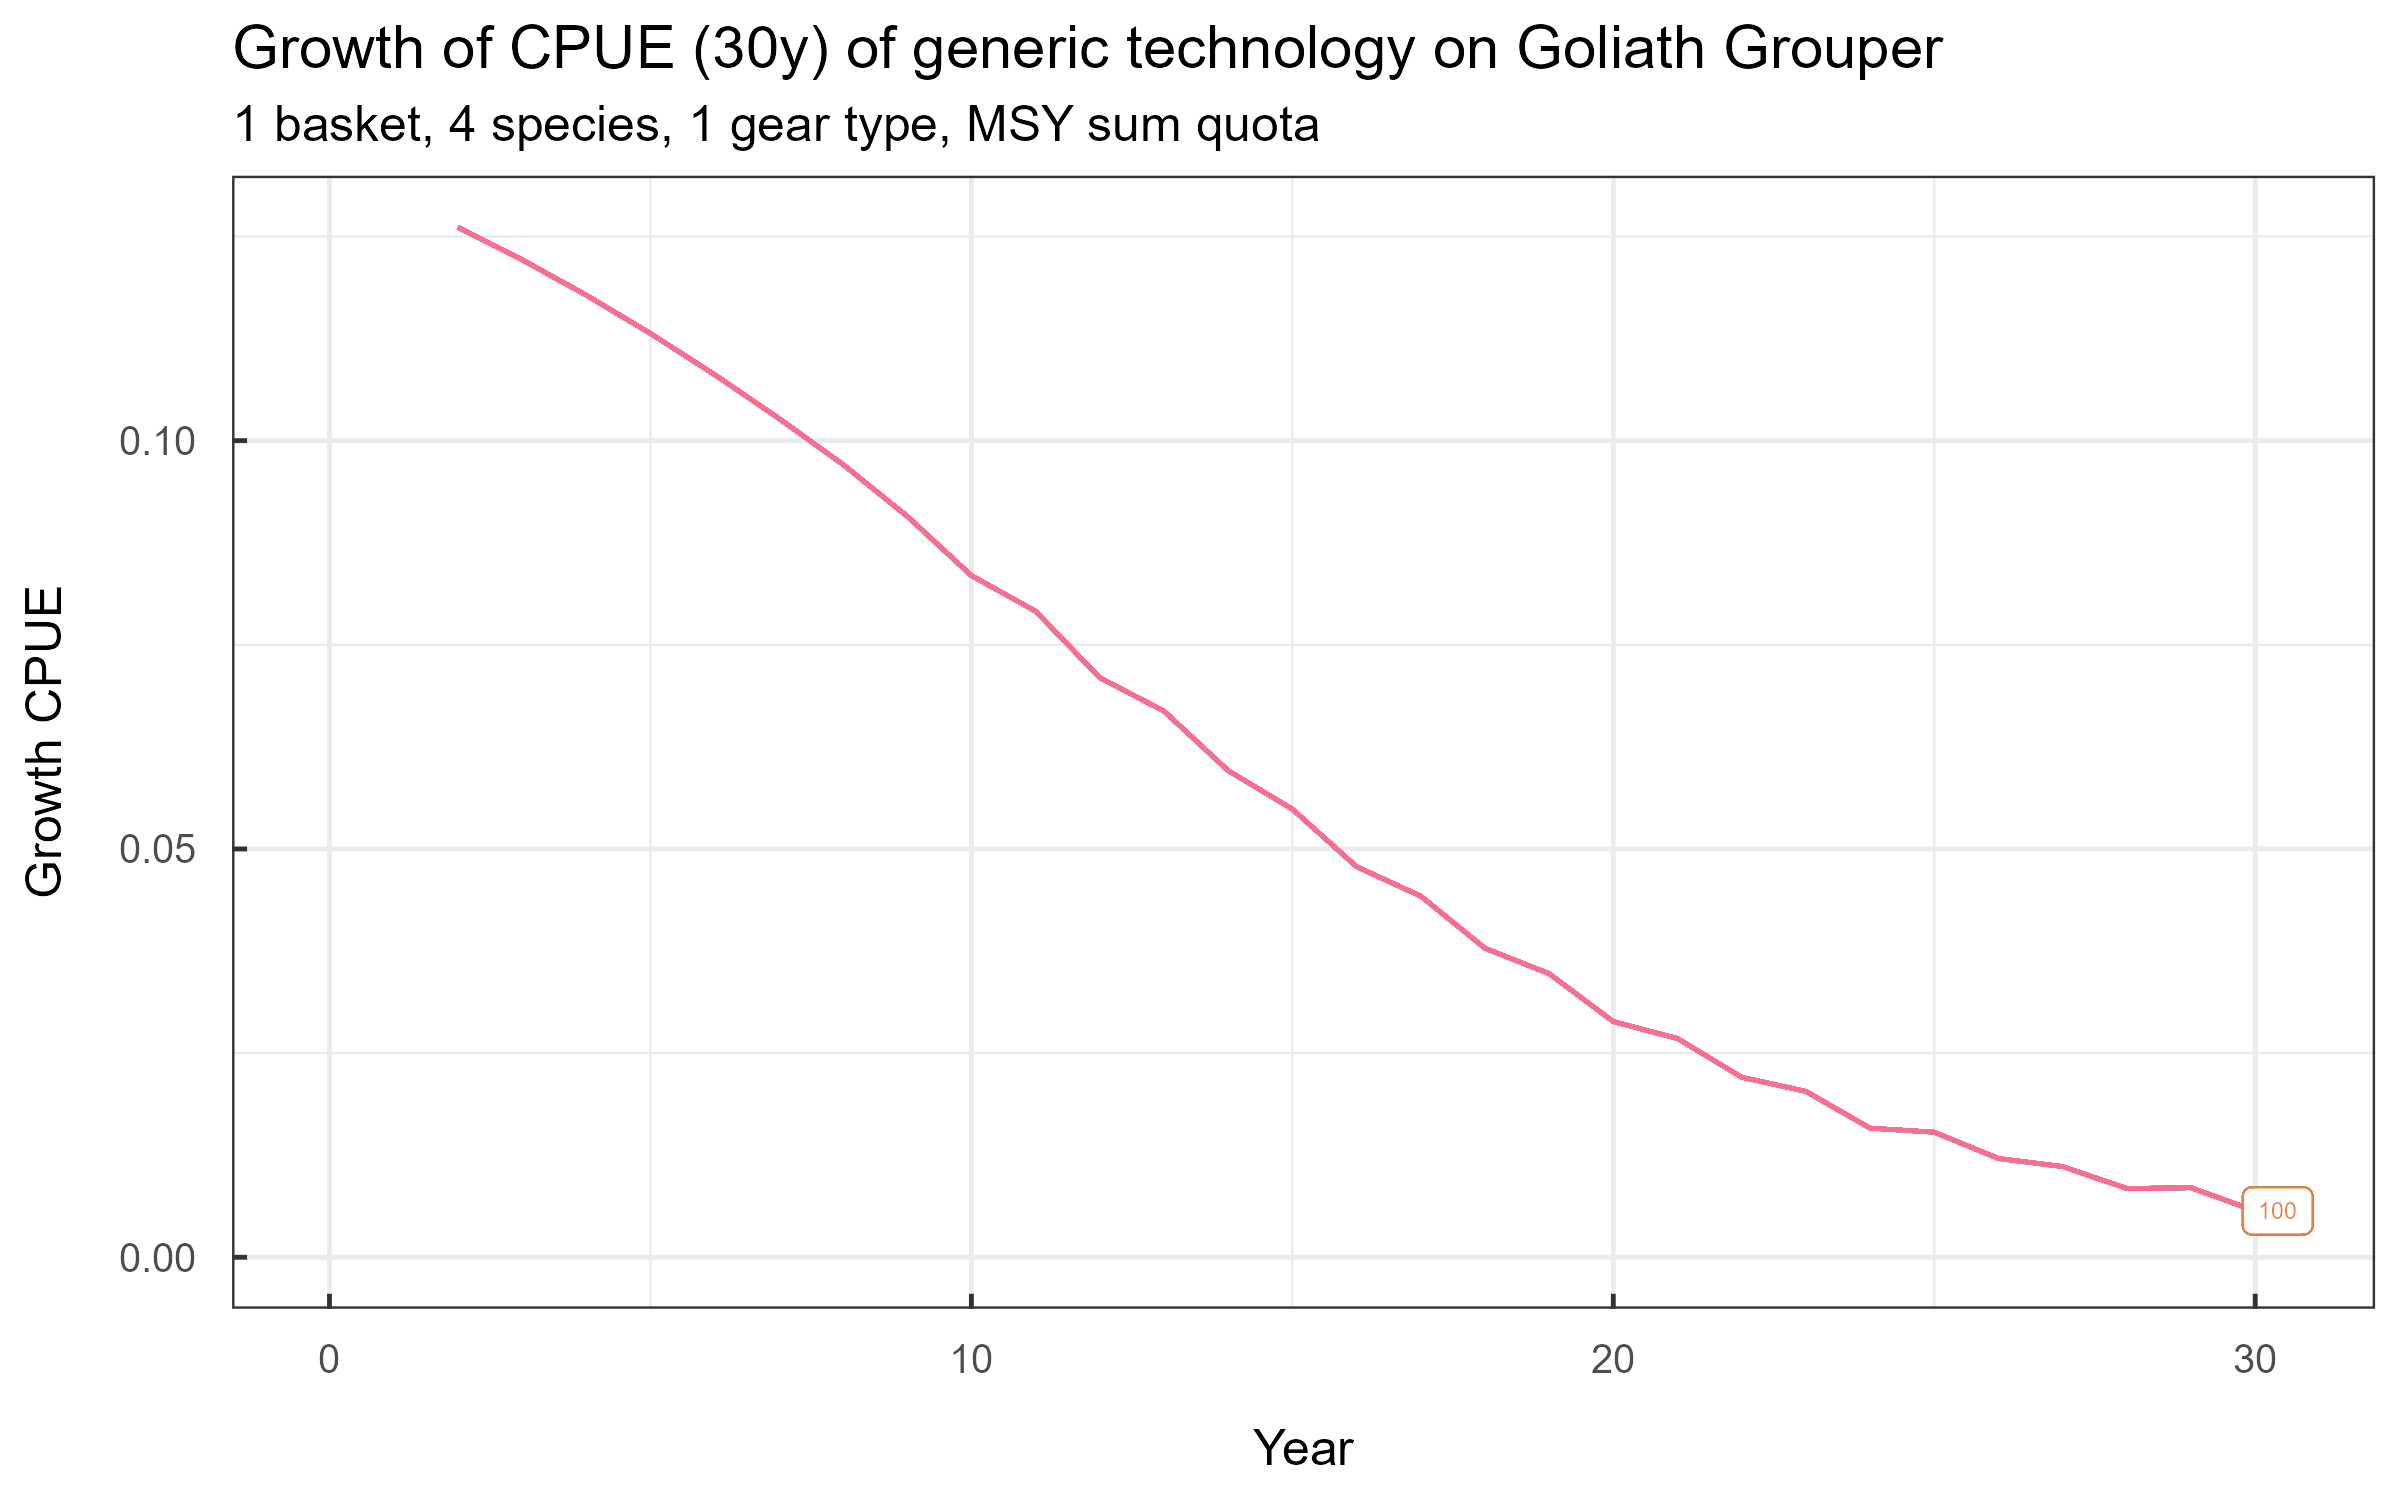 Growth of CPUE (30y) of generic technology on Goliath Grouper
1 basket, 4 species, 1 gear type, MSY sum quota
Growth CPUE
0.10
0.05
0.00
100
0 10 20 30
Year